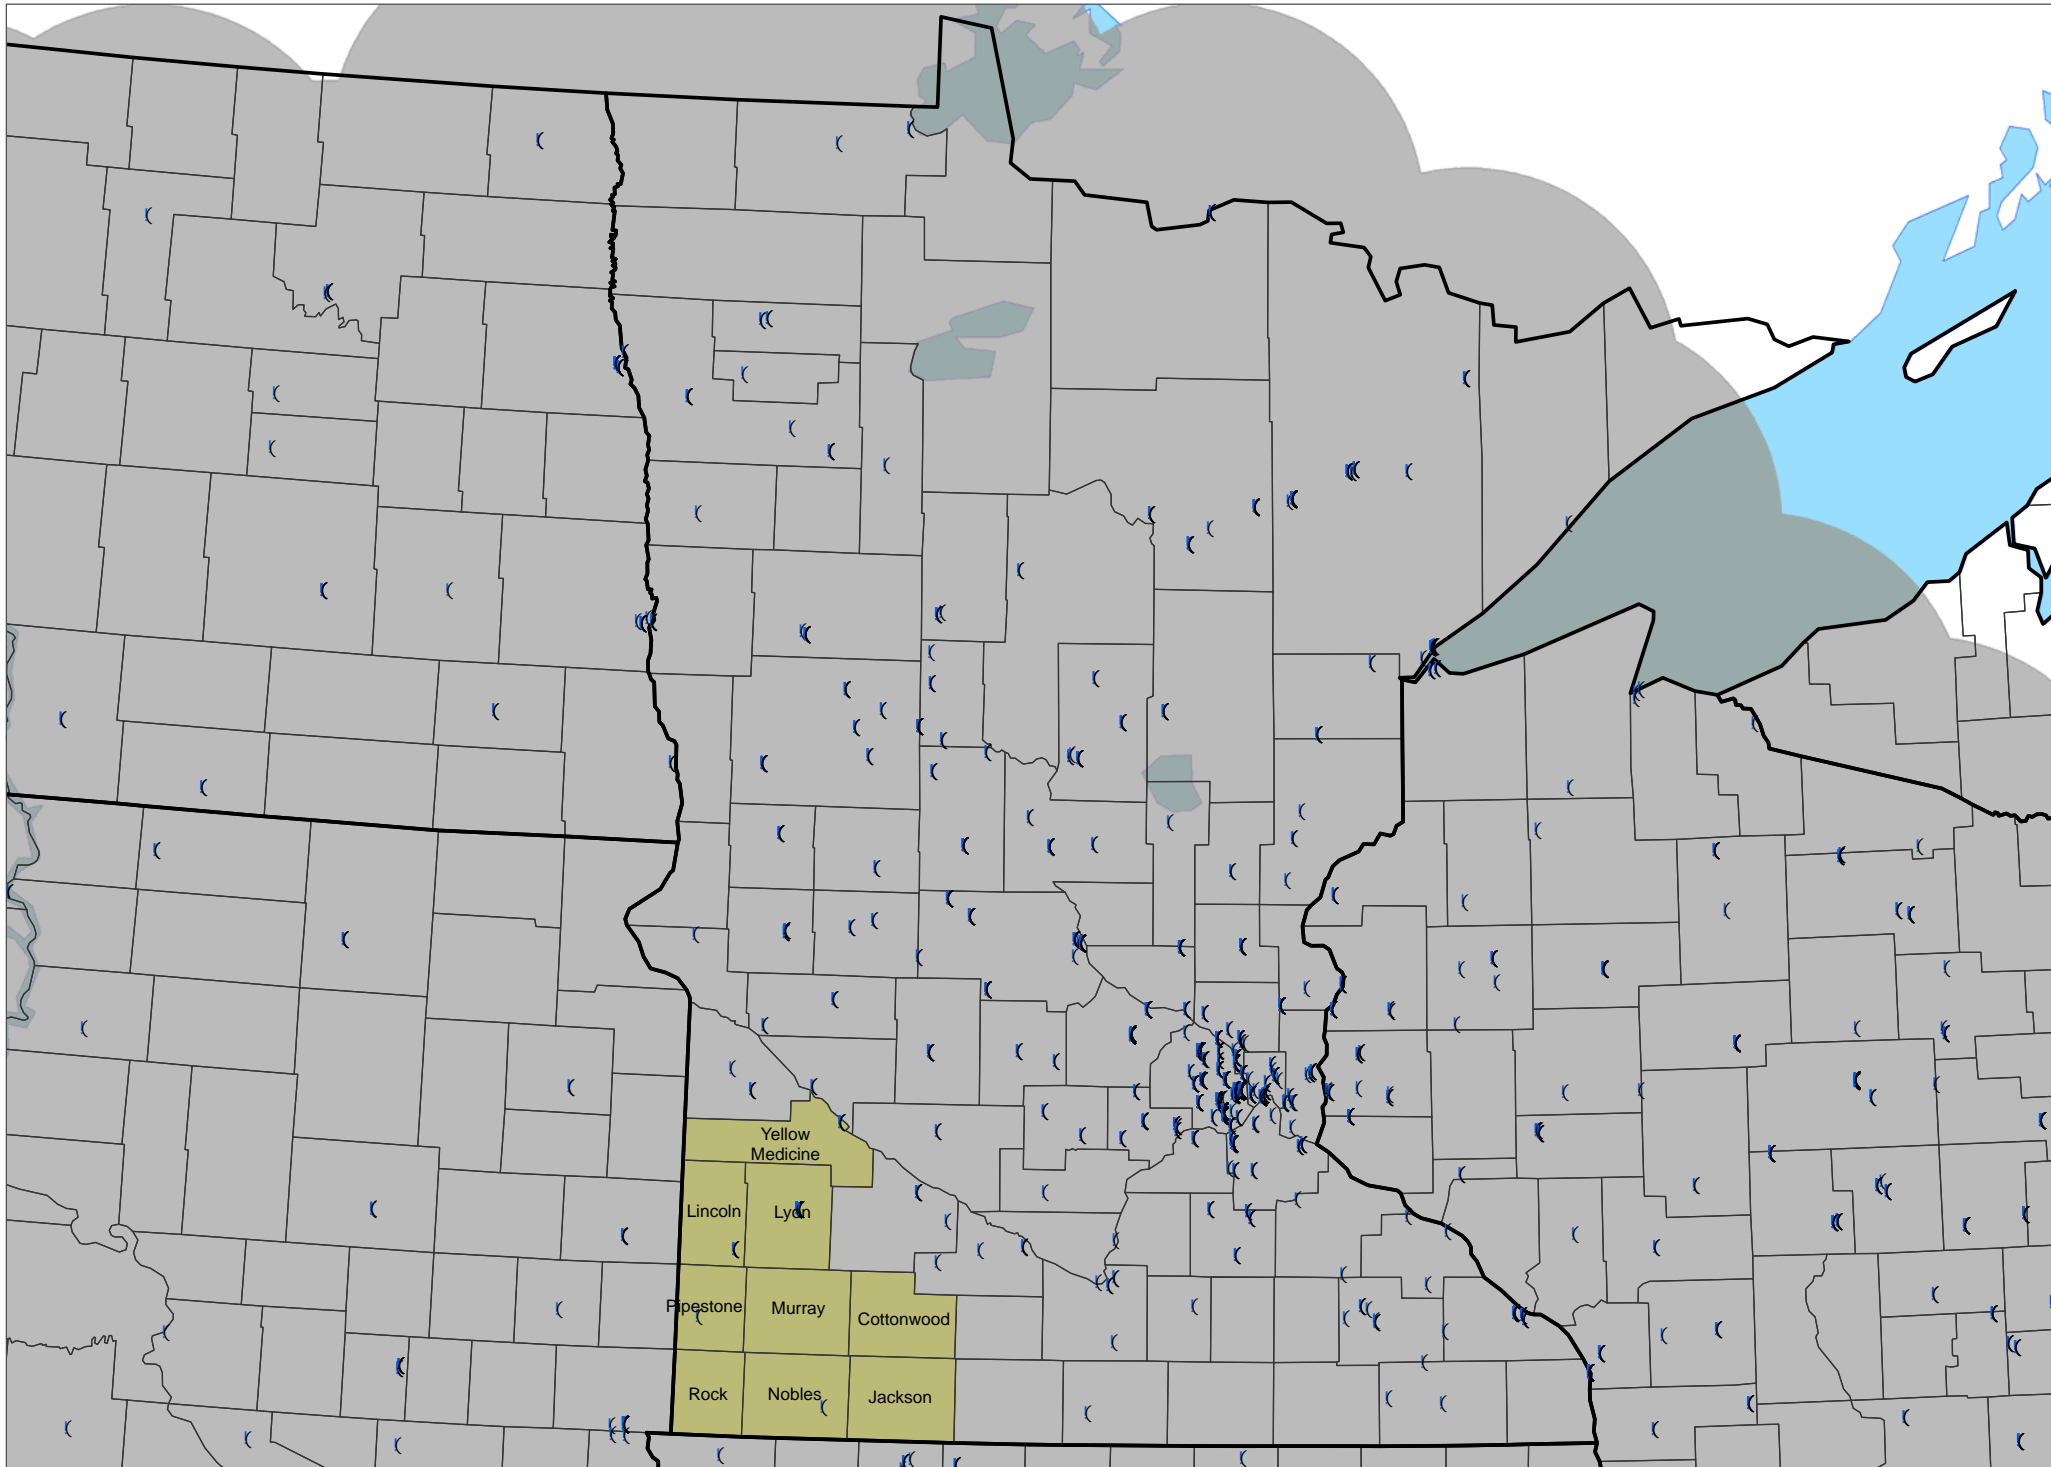 Yellow
Medicine
Lincoln
Lyon
Pipestone
Murray
Cottonwood
Rock
Nobles
Jackson